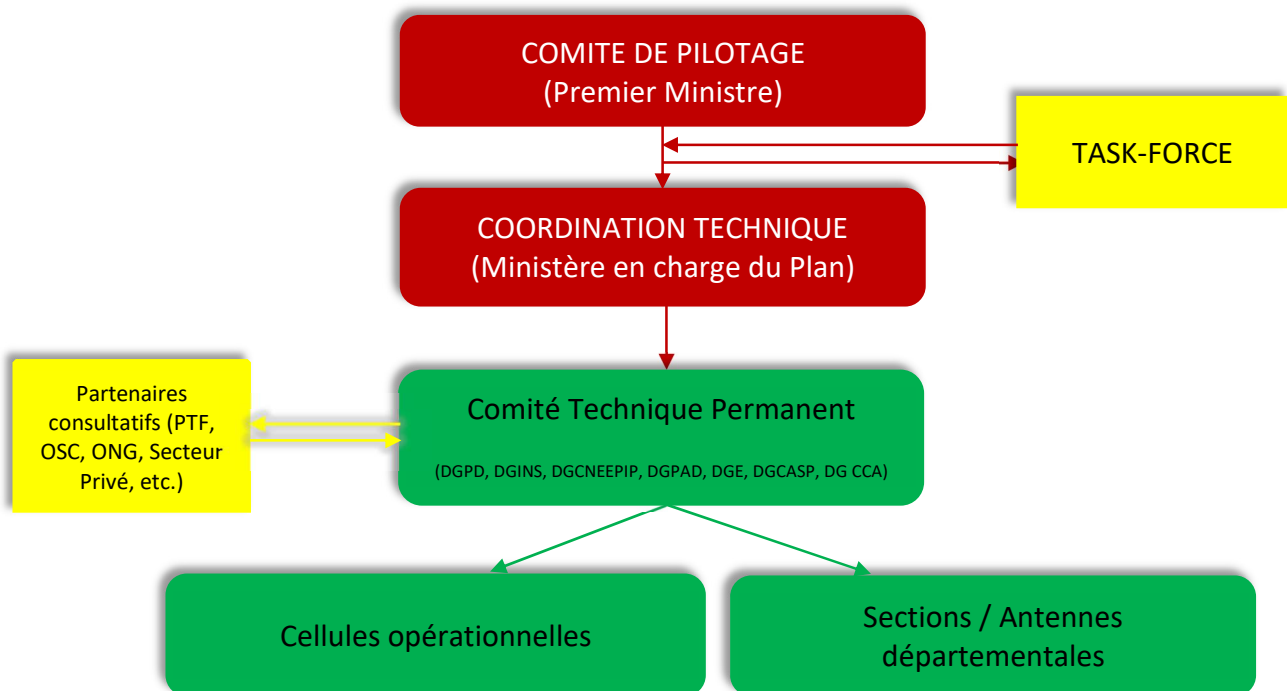 COMITE DE PILOTAGE
(Premier Ministre)
TASK-FORCE
COORDINATION TECHNIQUE
(Ministère en charge du Plan)
Partenaires
consultatifs (PTF,
OSC, ONG, Secteur
Privé, etc.)
Comité Technique Permanent
(DGPD, DGINS, DGCNEEPIP, DGPAD, DGE, DGCASP, DG CCA)
Cellules opérationnelles
Sections / Antennes
départementales